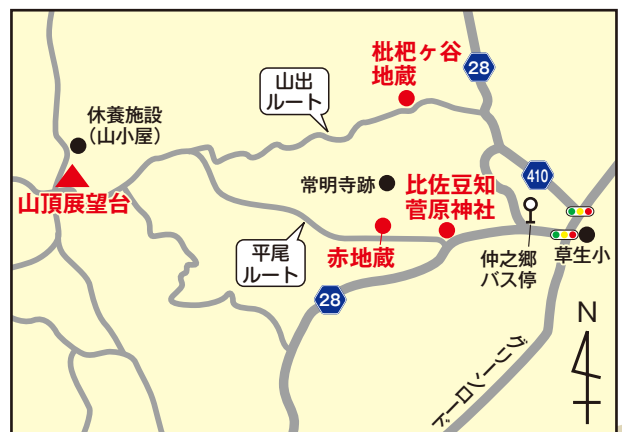 枇杷ヶ谷
地蔵
28
山出
ルート
休養施設
(山小屋)
山頂展望台
常明寺跡
比佐豆知
菅原神社
410
赤地蔵
平尾
ルート
仲之郷
バス停
草生小
28
グリーンロード
N